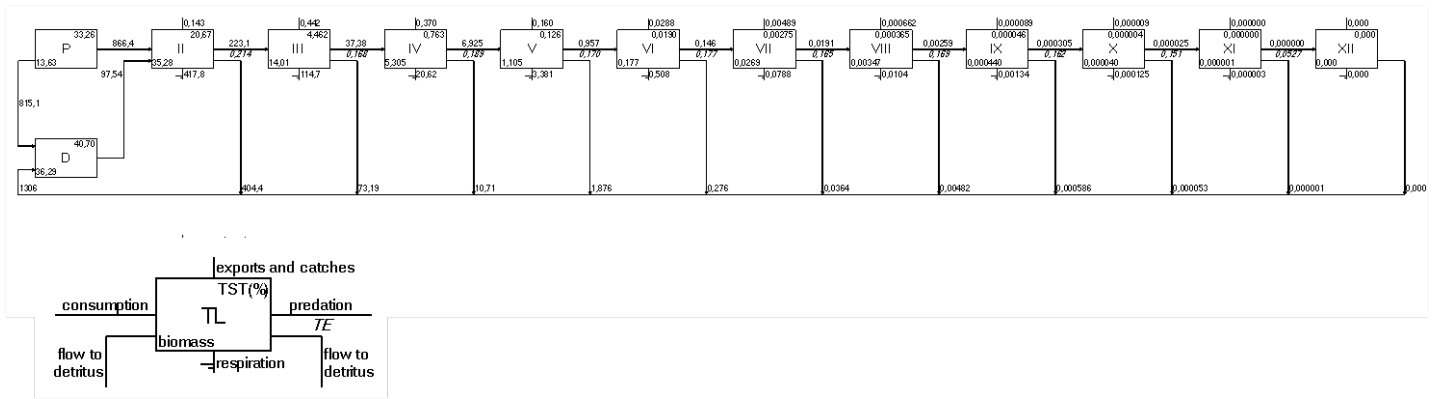 0,143 0,442 0,370 0,160 0,0288 0,00489 0,000662 0,000089 0,000009 0,000000 0,000
33,26 20,67 4,462 0,763 0,126 0,0190 0,00275 0,000365 0,000046 0,000004 0,000000 0,000
P 866,4 II 223,1 III 37,38 IV 6,925 V 0,957 VI 0,146 VII 0,0191 VIII 0,00259 IX 0,000305 X 0,000025 XI 0,000000 XII
0,214 0,168 0,189 0,170 0,177 0,165 0,169 0,162 0,151 0,0527
13,63 35,28 14,01 5,305 1,105 0,177 0,0269 0,00347 0,000440 0,000040 0,000001 0,000
97,54 417,8 114,7 20,62 3,381 0,508 0,0788 0,0104 0,00134 0,000125 0,000003 0,000
815,1
40,70
D
36,29
1306 404,4 73,19 10,71 1,876 0,276 0,0364 0,00482 0,000586 0,000053 0,000001 0,000
exports and catches
TST(%)
consumption TL predation
TE
biomass
flow to detritus
respiration
flow to detritus